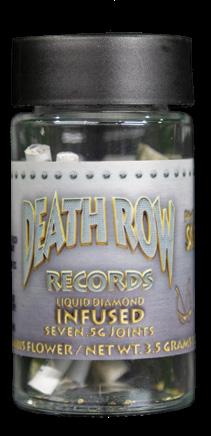 DEATH ROW
RECORDS
LIQUID DIAMOND
INFUSED
SEVEN .5G JOINTS
FLOWER / NET WT. 3.5 GRAMS